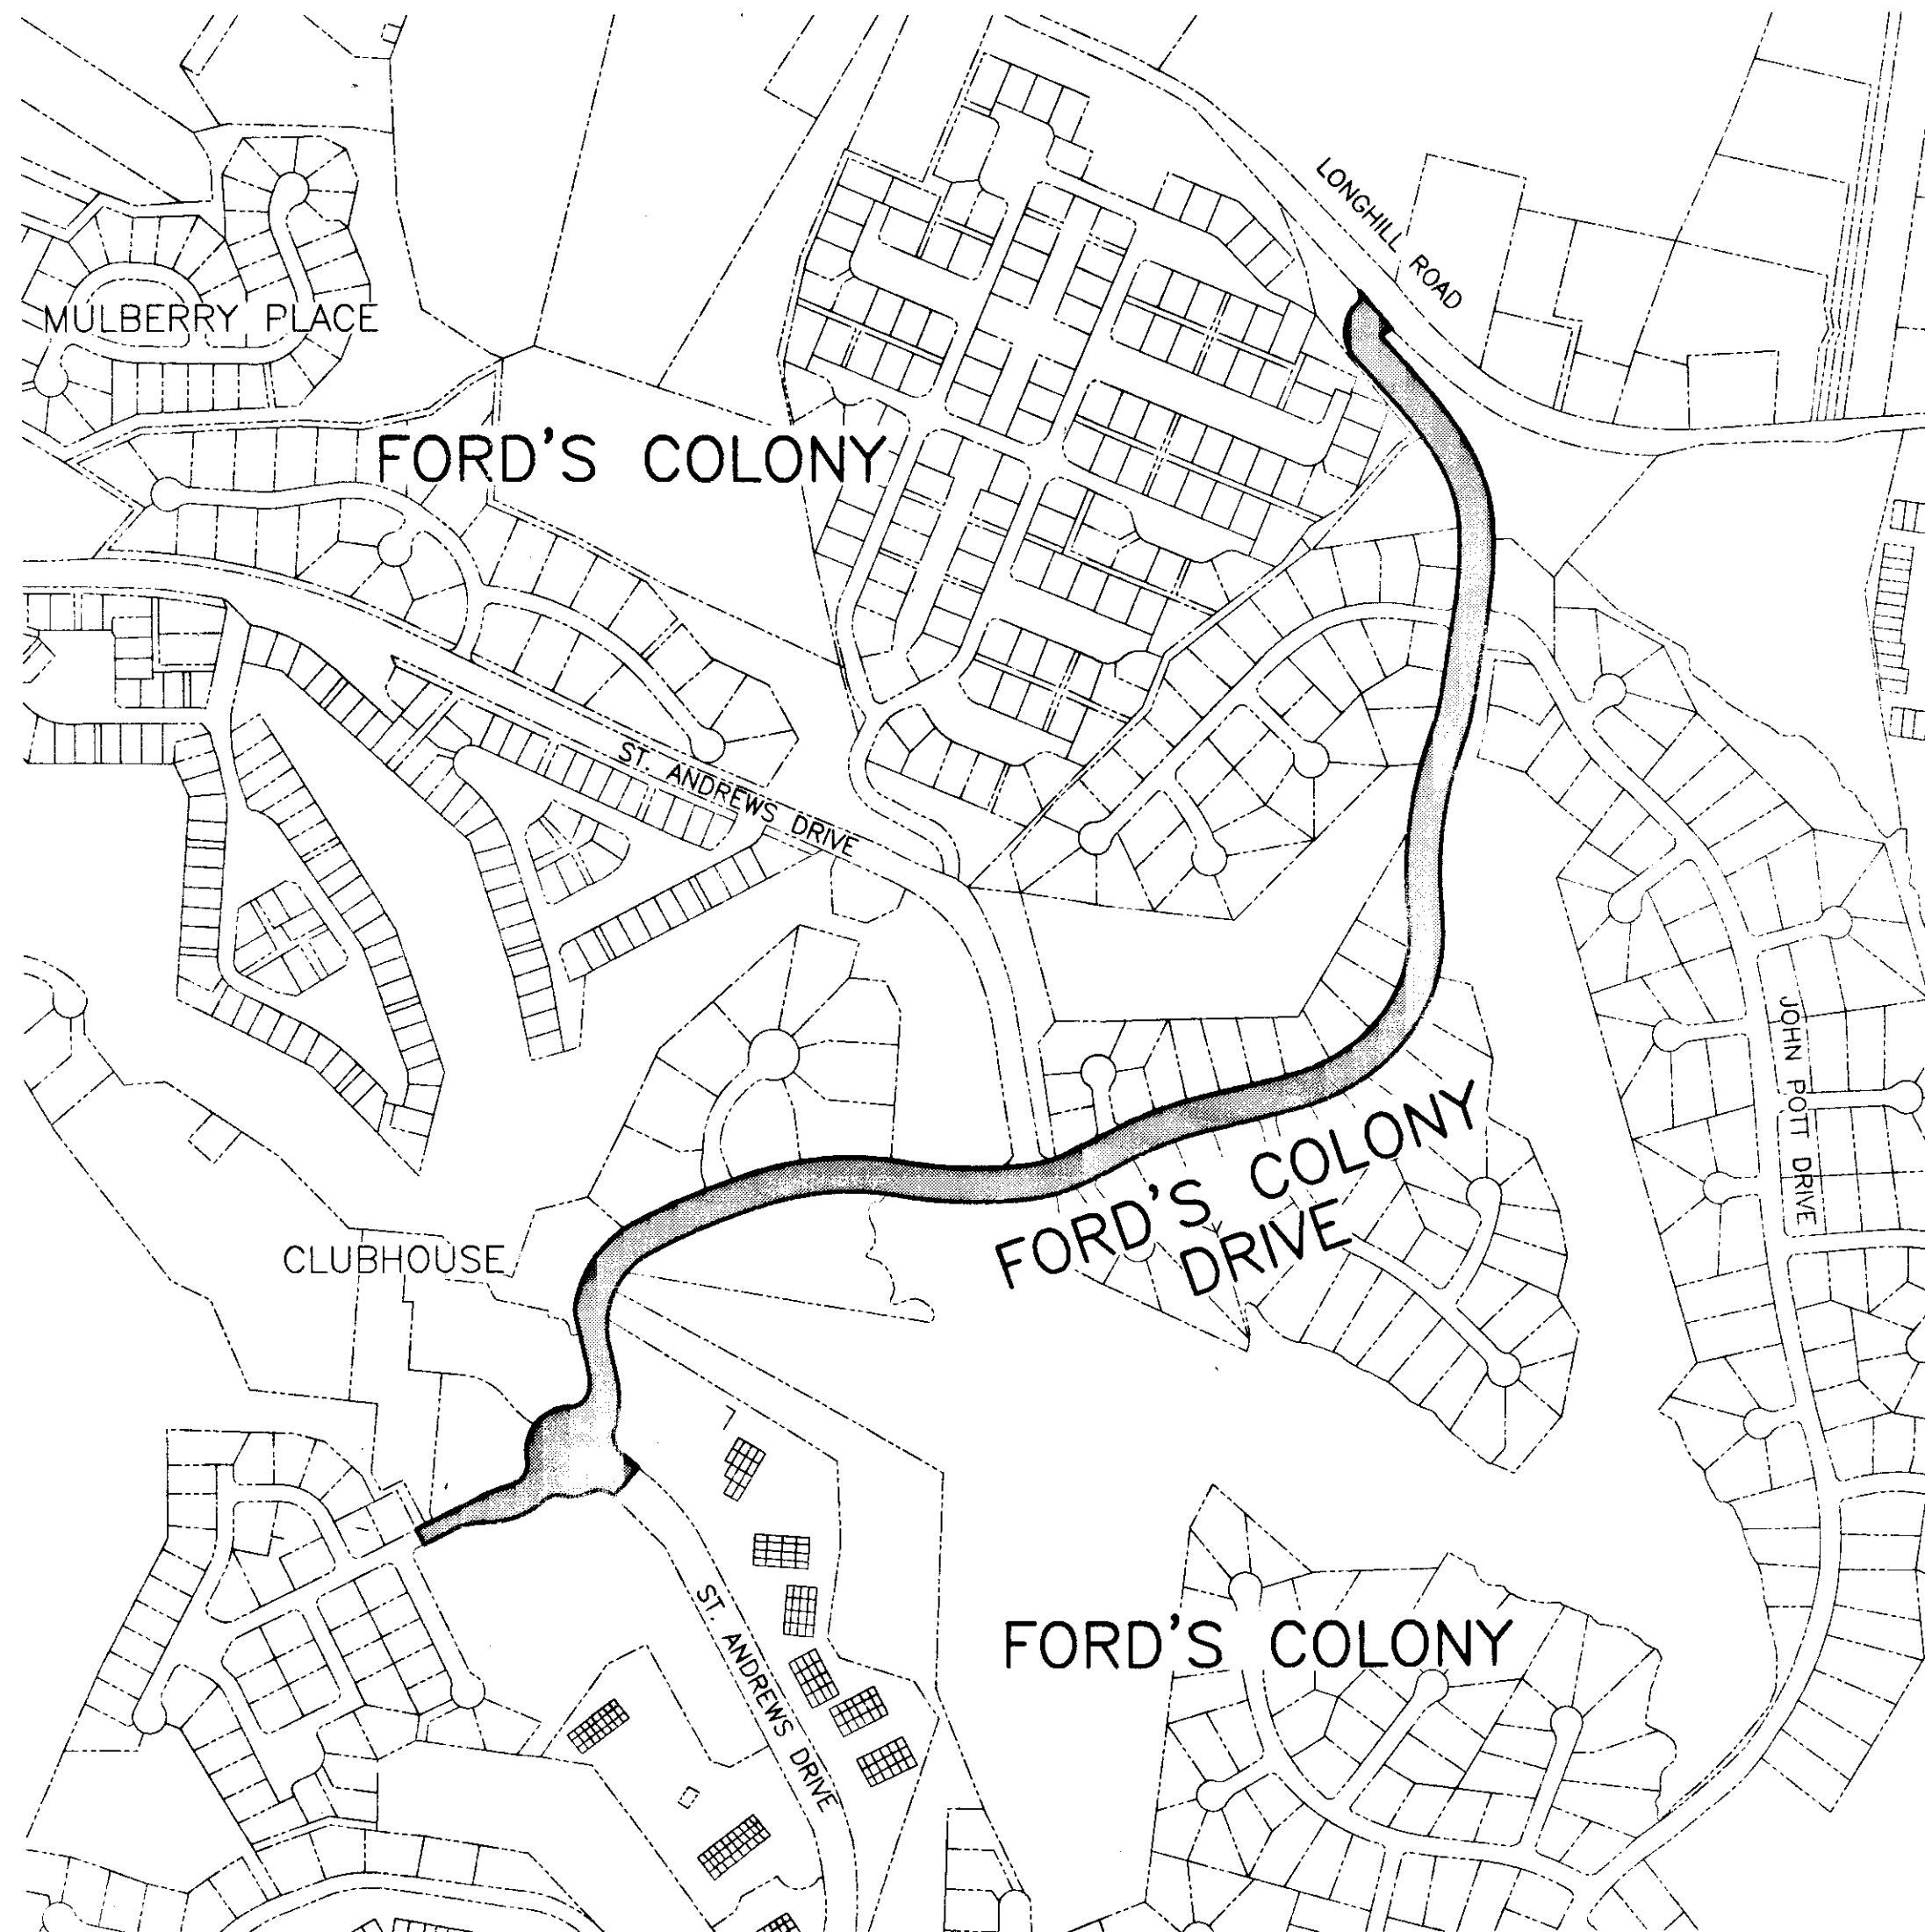 LONGHILL ROAD
MULBERRY PLACE
FORD'S COLONY
ST. ANDREWS DRIVE
JOHN POTT DRIVE
FORD'S COLONY
DRIVE
CLUBHOUSE
ST. ANDREWS DRIVE
FORD'S COLONY